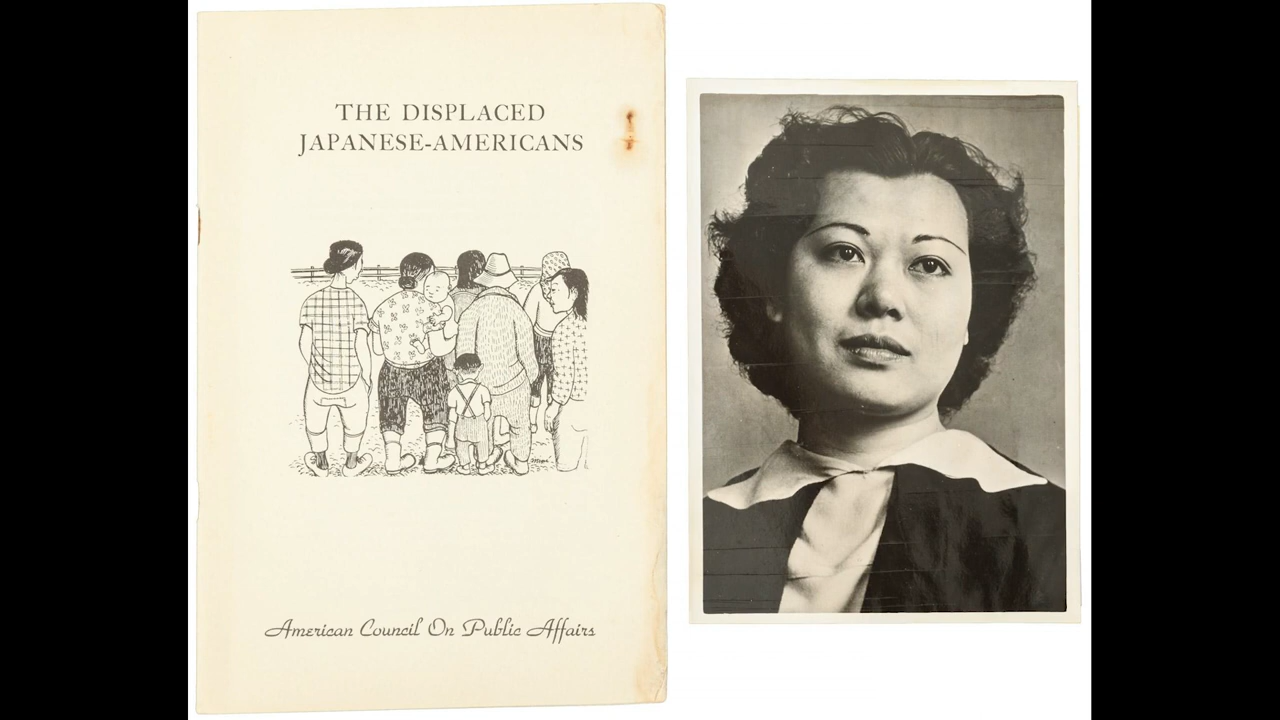 THE DISPLACED
JAPANESE-AMERICANS
American Council On Public Affairs